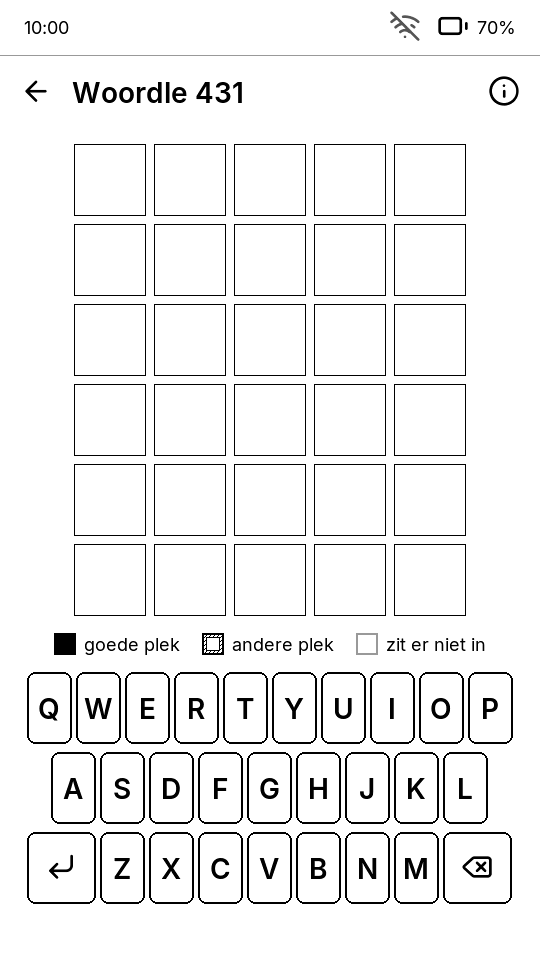 10:00 70%
Woordle 431
goede plek andere plek zit er niet in
Q W E R T Y U I O P
A S D F G H J K L
Z X C V B N M